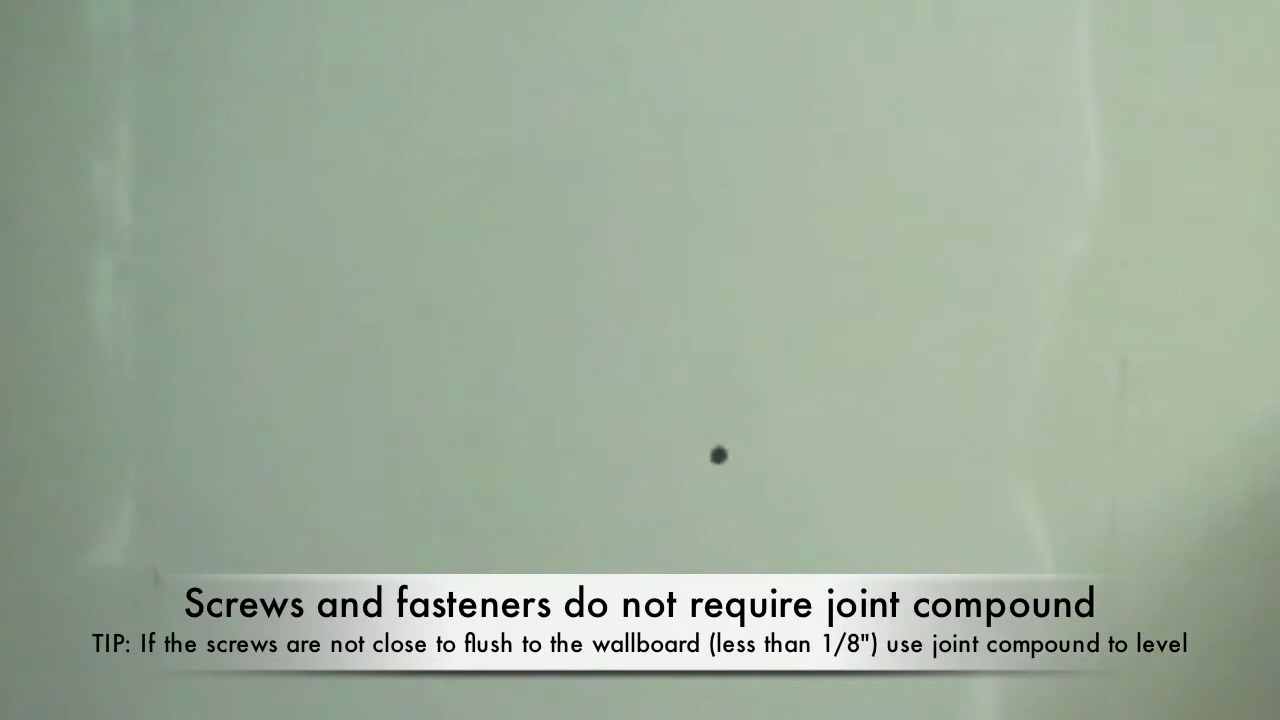 Screws and fasteners do not require joint compound
TIP: If the screws are not close to flush to the wallboard (less than 1/8") use joint compound to level